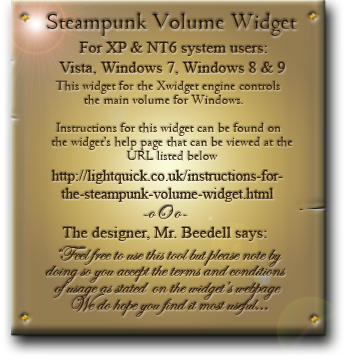 Steampunk Volume Widget
For XP & NT6 system users:
Vista, Windows 7, Windows 8 & 9
This widget for the Xwidget engine controls
the main volume for Windows.
Instructions for this widget can be found on
the widget's help page that can be viewed at the
URL listed below
http://lightquick.co.uk/instructions-for-
the-steampunk-volume-widget.html
-oOo-
The designer, Mr. Beedell says:
"Feel free to use this tool but please note by
doing so you accept the terms and conditions
of usage as stated on the widget's webpage
We do hope you find it most useful...